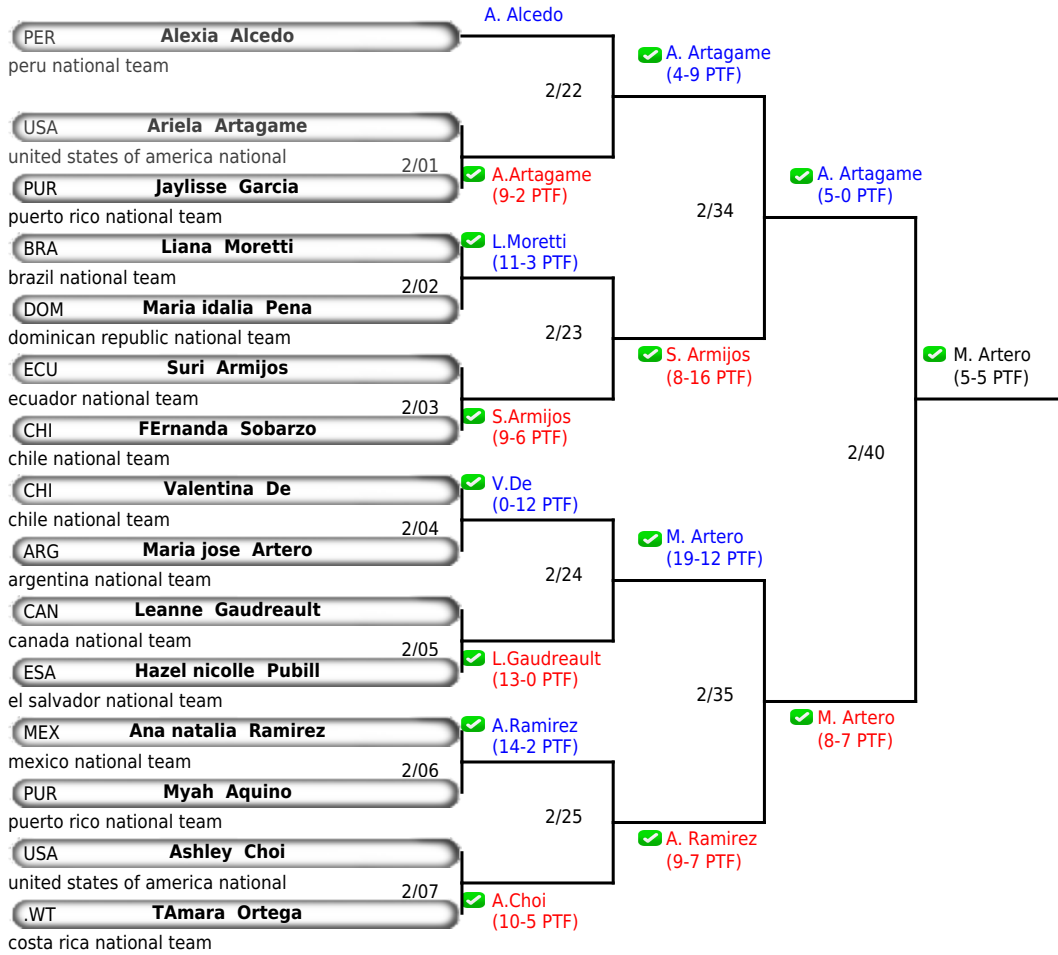 A. Alcedo
PER Alexia Alcedo
peru national team
A. Artagame
(4-9 PTF)
2/22
USA Ariela Artagame
united states of america national
2/01
A.Artagame
(9-2 PTF)
PUR Jaylisse Garcia
puerto rico national team
A. Artagame
(5-0 PTF)
2/34
BRA Liana Moretti
brazil national team
L.Moretti
(11-3 PTF)
2/02
DOM Maria idalia Pena
dominican republic national team
2/23
ECU Suri Armijos
ecuador national team
S. Armijos
(8-16 PTF)
M. Artero
(5-5 PTF)
2/03
CHI FErnanda Sobarzo
chile national team
S.Armijos
(9-6 PTF)
2/40
CHI Valentina De
chile national team
V.De
(0-12 PTF)
2/04
ARG Maria jose Artero
argentina national team
M. Artero
(19-12 PTF)
2/24
CAN Leanne Gaudreault
canada national team
2/05
ESA Hazel nicolle Pubill
el salvador national team
L.Gaudreault
(13-0 PTF)
2/35
MEX Ana natalia Ramirez
mexico national team
A.Ramirez
(14-2 PTF)
M. Artero
(8-7 PTF)
2/06
PUR Myah Aquino
puerto rico national team
2/25
USA Ashley Choi
united states of america national
A. Ramirez
(9-7 PTF)
2/07
.WT TAmara Ortega
costa rica national team
A.Choi
(10-5 PTF)